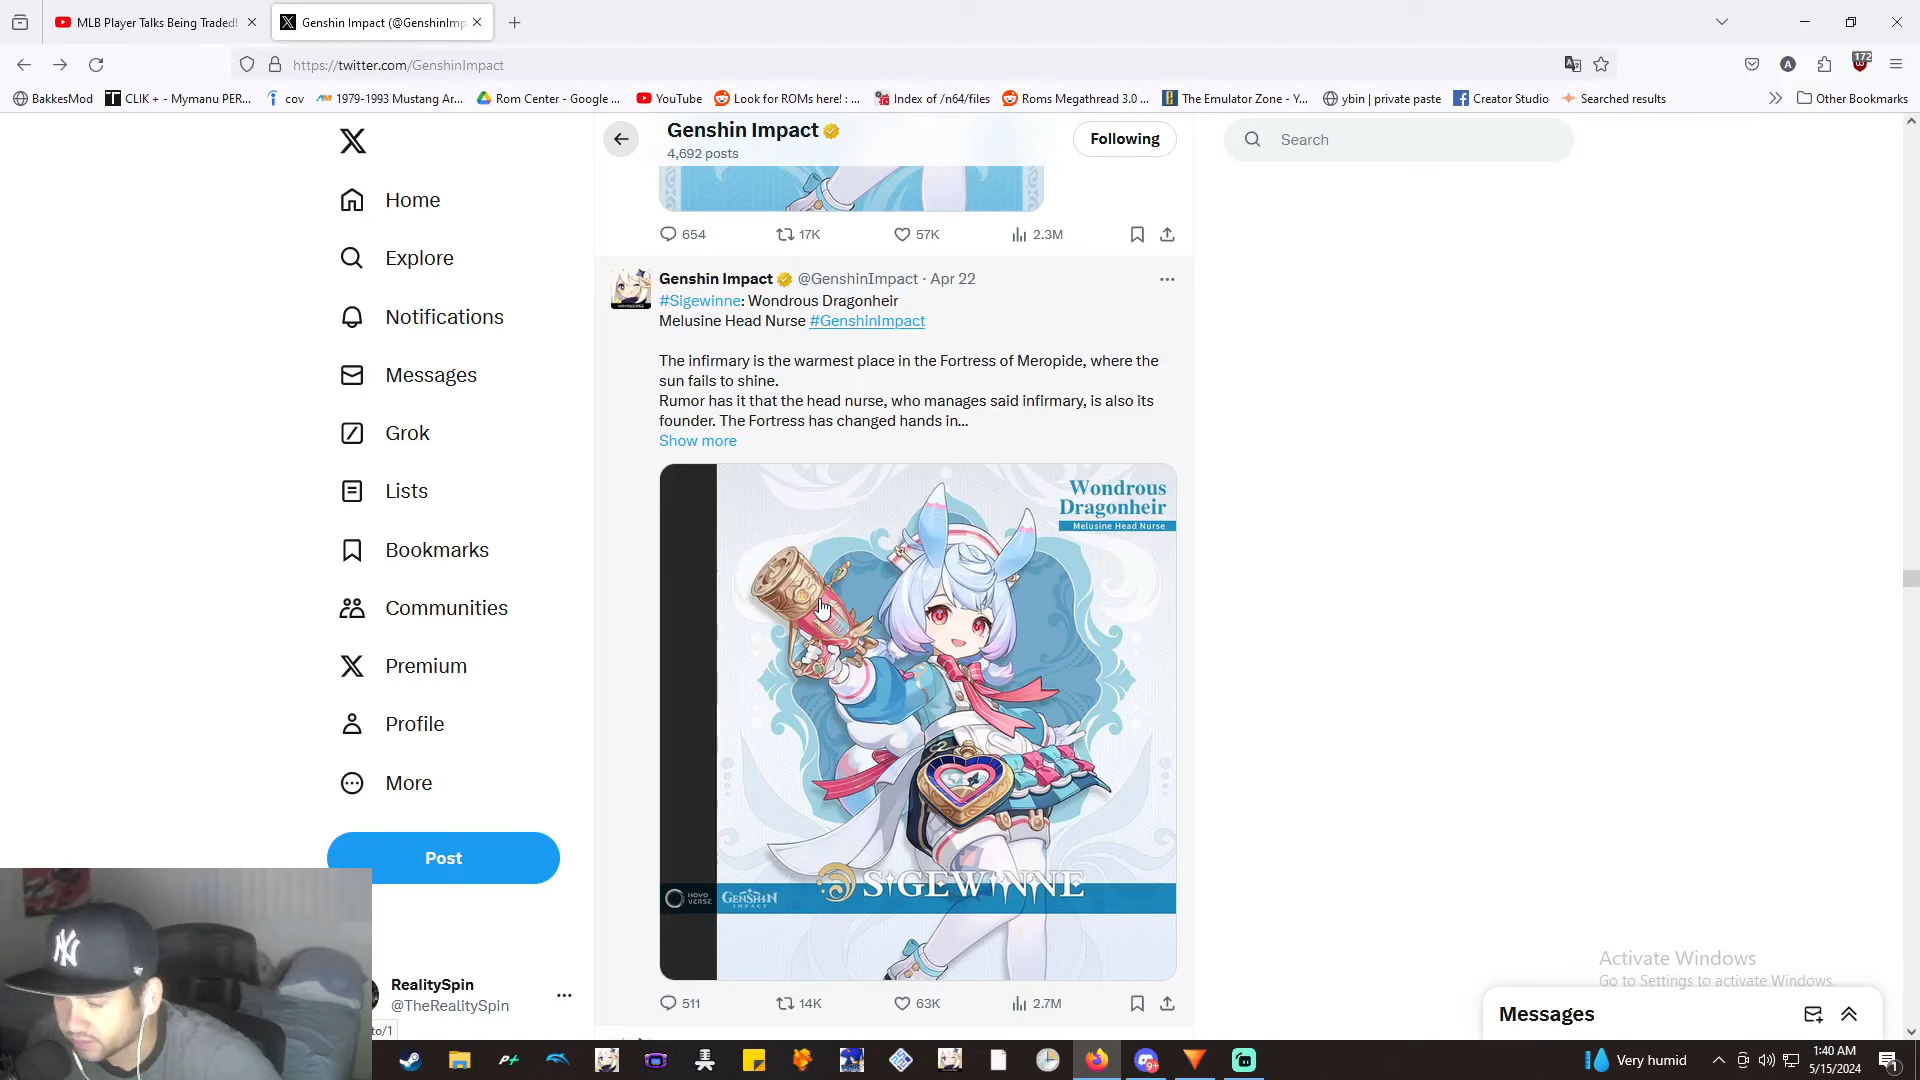 MLB Player Talks Being Traded!
Genshin Impact (@GenshinImp
https://twitter.com/GenshinImpact
172
BakkesMod
CLIK + - Mymanu PER...
cov
1979-1993 Mustang Ar...
Rom Center - Google ...
YouTube
Look for ROMs here! : ...
Index of /n64/files
Roms Megathread 3.0 ...
The Emulator Zone - Y...
ybin | private paste
Creator Studio
Searched results
Other Bookmarks
Home
Explore
Notifications
Messages
Grok
Lists
Bookmarks
Communities
Premium
Profile
More
Post
RealitySpin
@TheRealitySpin
to/1
Genshin Impact
4,692 posts
Following
654
17K
57K
2.3M
Genshin Impact @GenshinImpact · Apr 22
#Sigewinne: Wondrous Dragonheir
Melusine Head Nurse #GenshinImpact
The infirmary is the warmest place in the Fortress of Meropide, where the
sun fails to shine.
Rumor has it that the head nurse, who manages said infirmary, is also its
founder. The Fortress has changed hands in...
Show more
Wondrous
Dragonheir
Melusine Head Nurse
SIGEWINNE
HOYO
VERSE
GENSHIN
IMPACT
511
14K
63K
2.7M
Search
Activate Windows
Go to Settings to activate Windows.
Messages
NY
Very humid
1:40 AM
5/15/2024